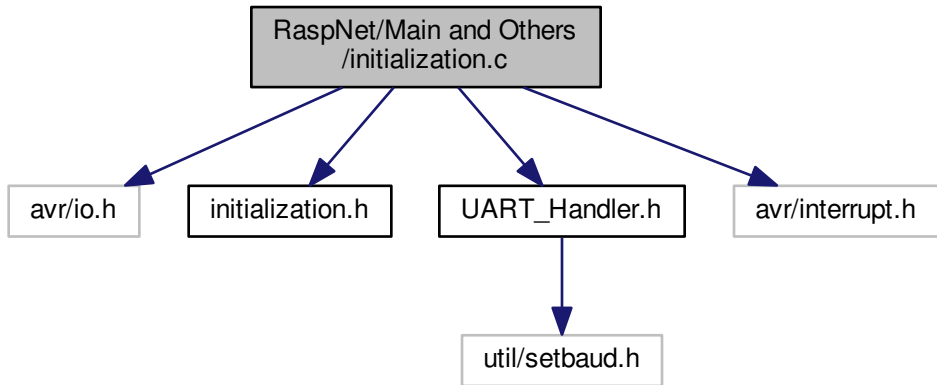 RaspNet/Main and Others
/initialization.c
avr/io.h
initialization.h
UART_Handler.h
avr/interrupt.h
util/setbaud.h